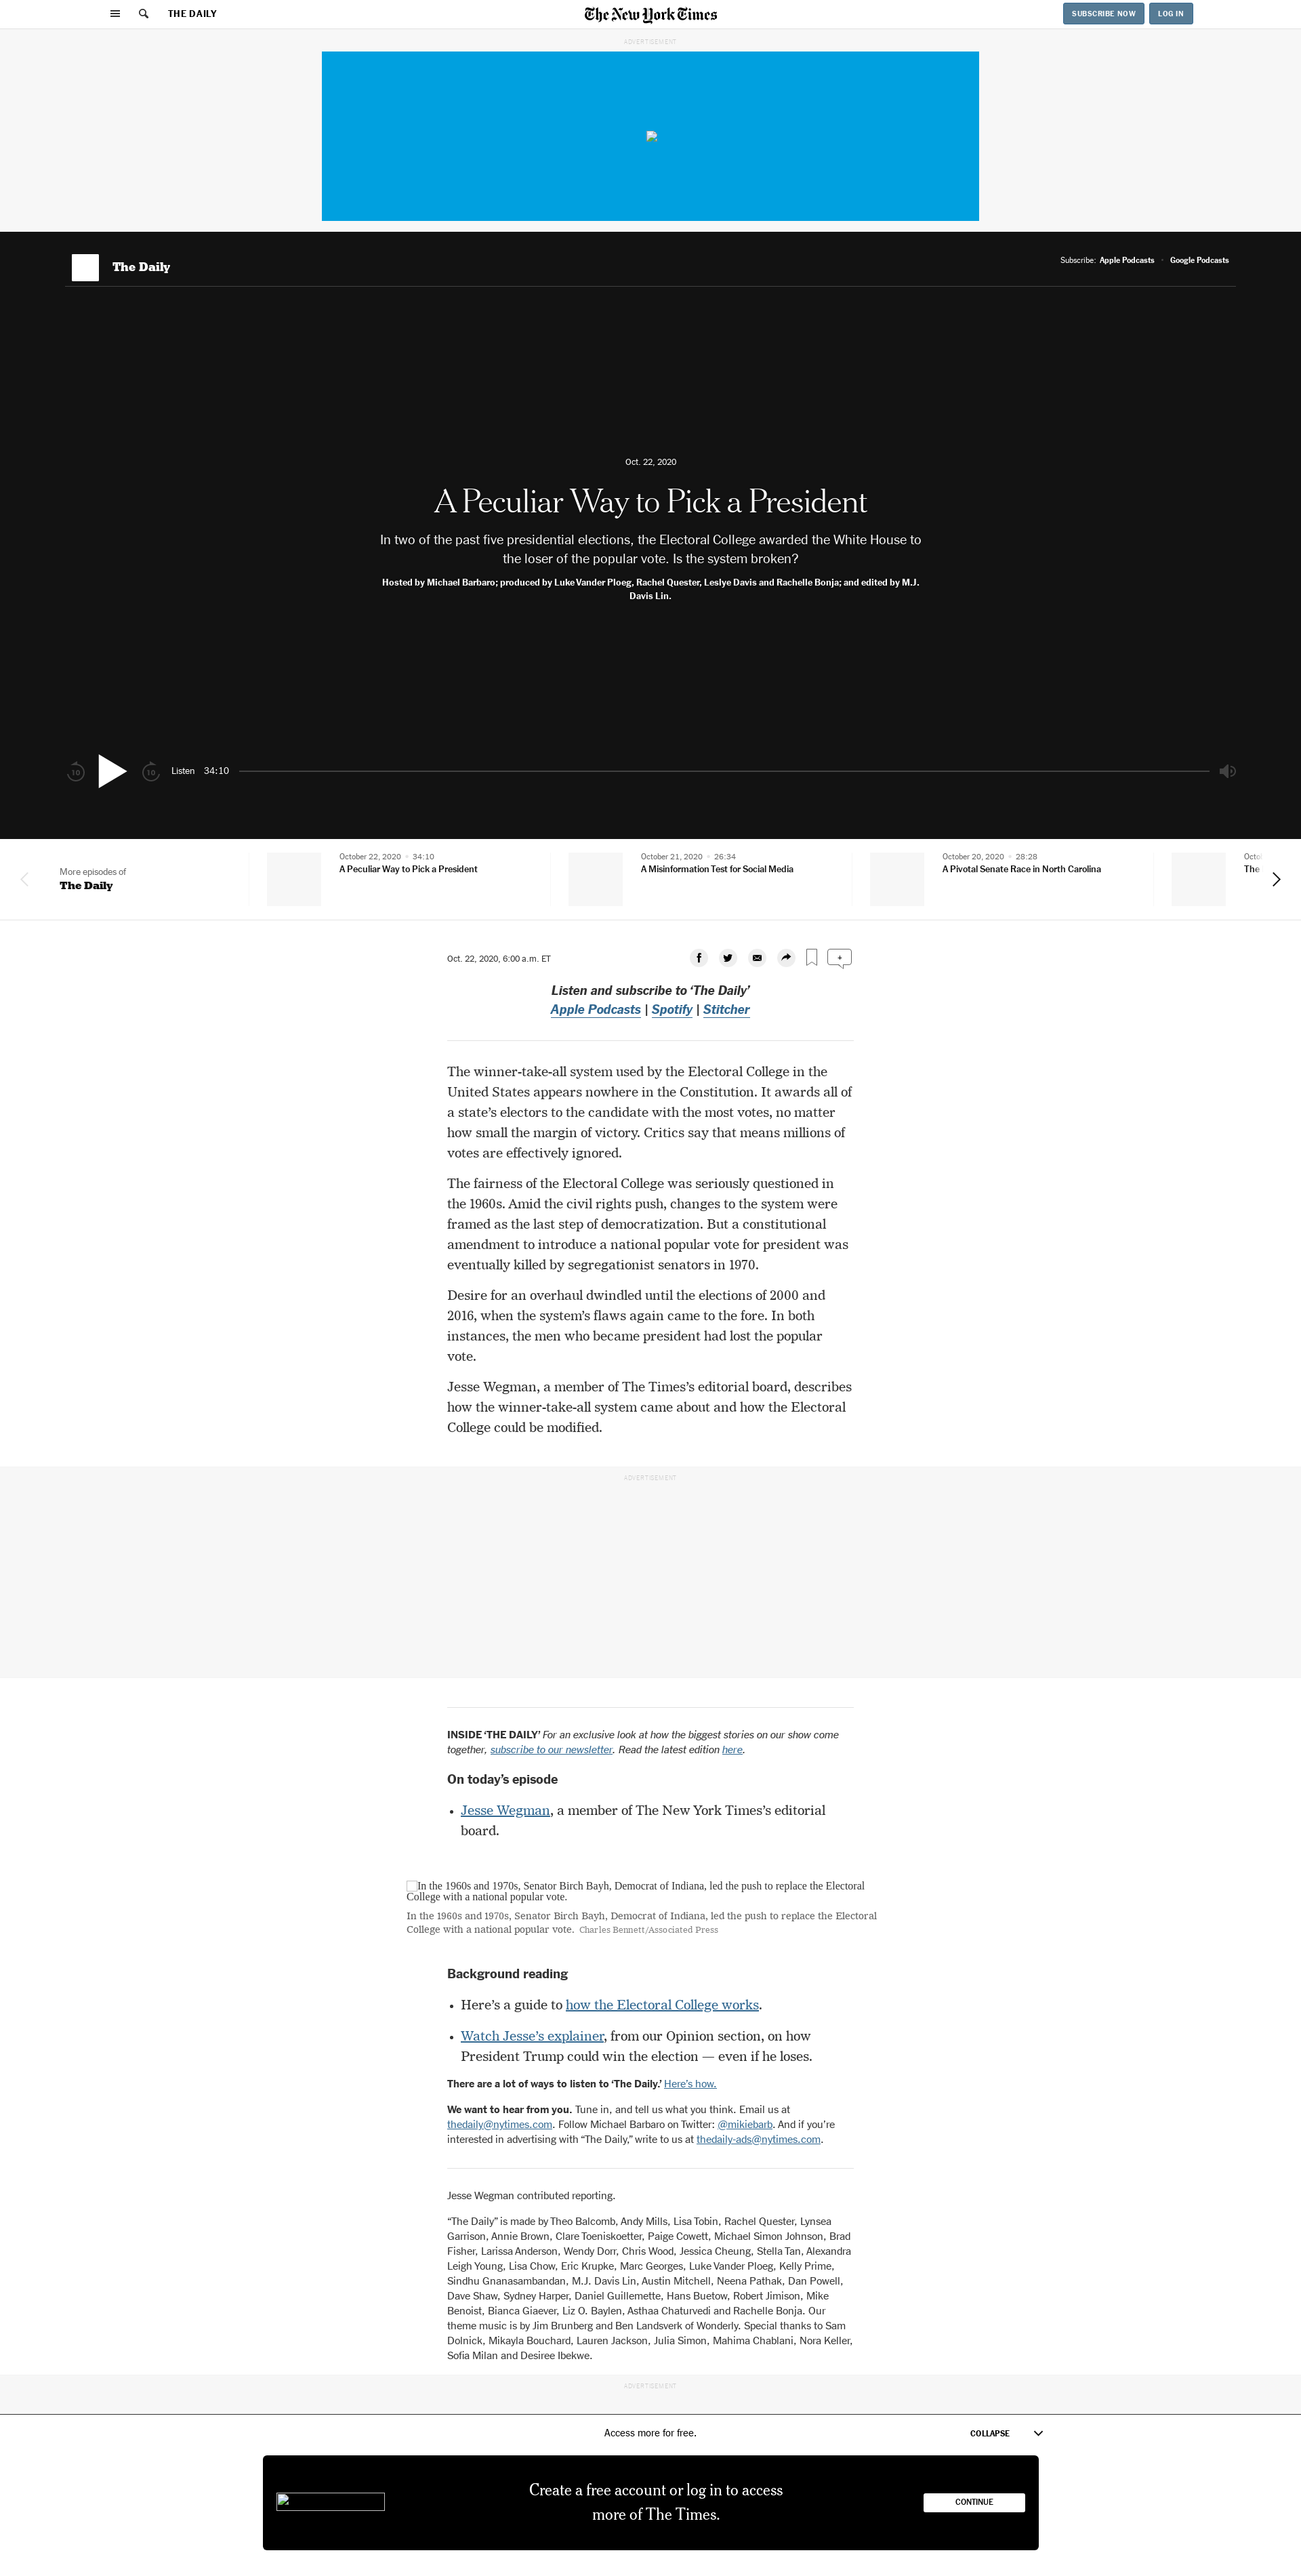 THE DAILY
The New York Times
SUBSCRIBE NOW
LOG IN
ADVERTISEMENT
The Daily
Subscribe: Apple Podcasts • Google Podcasts
Oct. 22, 2020
A Peculiar Way to Pick a President
In two of the past five presidential elections, the Electoral College awarded the White House to
the loser of the popular vote. Is the system broken?
Hosted by Michael Barbaro; produced by Luke Vander Ploeg, Rachel Quester, Leslye Davis and Rachelle Bonja; and edited by M.J.
Davis Lin.
10
10
Listen 34:10
More episodes of
The Daily
October 22, 2020 • 34:10
A Peculiar Way to Pick a President
October 21, 2020 • 26:34
A Misinformation Test for Social Media
October 20, 2020 • 28:28
A Pivotal Senate Race in North Carolina
Octo
The
Oct. 22, 2020, 6:00 a.m. ET
+
Listen and subscribe to ‘The Daily’
Apple Podcasts | Spotify | Stitcher
The winner-take-all system used by the Electoral College in the
United States appears nowhere in the Constitution. It awards all of
a state’s electors to the candidate with the most votes, no matter
how small the margin of victory. Critics say that means millions of
votes are effectively ignored.
The fairness of the Electoral College was seriously questioned in
the 1960s. Amid the civil rights push, changes to the system were
framed as the last step of democratization. But a constitutional
amendment to introduce a national popular vote for president was
eventually killed by segregationist senators in 1970.
Desire for an overhaul dwindled until the elections of 2000 and
2016, when the system’s flaws again came to the fore. In both
instances, the men who became president had lost the popular
vote.
Jesse Wegman, a member of The Times’s editorial board, describes
how the winner-take-all system came about and how the Electoral
College could be modified.
ADVERTISEMENT
INSIDE ‘THE DAILY’ For an exclusive look at how the biggest stories on our show come
together, subscribe to our newsletter. Read the latest edition here.
On today’s episode
• Jesse Wegman, a member of The New York Times’s editorial
board.
In the 1960s and 1970s, Senator Birch Bayh, Democrat of Indiana, led the push to replace the Electoral
College with a national popular vote.
In the 1960s and 1970s, Senator Birch Bayh, Democrat of Indiana, led the push to replace the Electoral
College with a national popular vote. Charles Bennett/Associated Press
Background reading
• Here’s a guide to how the Electoral College works.
• Watch Jesse’s explainer, from our Opinion section, on how
President Trump could win the election — even if he loses.
There are a lot of ways to listen to ‘The Daily.’ Here’s how.
We want to hear from you. Tune in, and tell us what you think. Email us at
thedaily@nytimes.com. Follow Michael Barbaro on Twitter: @mikiebarb. And if you’re
interested in advertising with “The Daily,” write to us at thedaily-ads@nytimes.com.
Jesse Wegman contributed reporting.
“The Daily” is made by Theo Balcomb, Andy Mills, Lisa Tobin, Rachel Quester, Lynsea
Garrison, Annie Brown, Clare Toeniskoetter, Paige Cowett, Michael Simon Johnson, Brad
Fisher, Larissa Anderson, Wendy Dorr, Chris Wood, Jessica Cheung, Stella Tan, Alexandra
Leigh Young, Lisa Chow, Eric Krupke, Marc Georges, Luke Vander Ploeg, Kelly Prime,
Sindhu Gnanasambandan, M.J. Davis Lin, Austin Mitchell, Neena Pathak, Dan Powell,
Dave Shaw, Sydney Harper, Daniel Guillemette, Hans Buetow, Robert Jimison, Mike
Benoist, Bianca Giaever, Liz O. Baylen, Asthaa Chaturvedi and Rachelle Bonja. Our
theme music is by Jim Brunberg and Ben Landsverk of Wonderly. Special thanks to Sam
Dolnick, Mikayla Bouchard, Lauren Jackson, Julia Simon, Mahima Chablani, Nora Keller,
Sofia Milan and Desiree Ibekwe.
ADVERTISEMENT
Access more for free.
COLLAPSE
Create a free account or log in to access
more of The Times.
CONTINUE